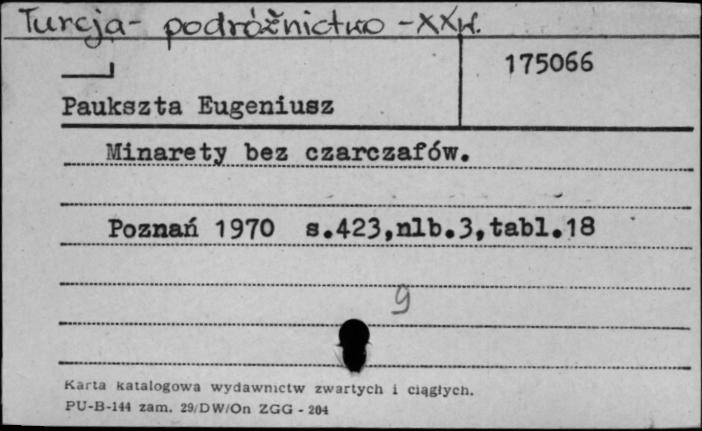 Turcja - podróżnictwo - XX w.
175066
Paukszta Eugeniusz
Minarety bez czarczafów.
Poznań 1970 s.423,nlb.3,tabl.18
9
Karta katalogowa wydawnictw zwartych i ciągłych.
PU-B-144 zam. 29/DW/On ZGG - 204